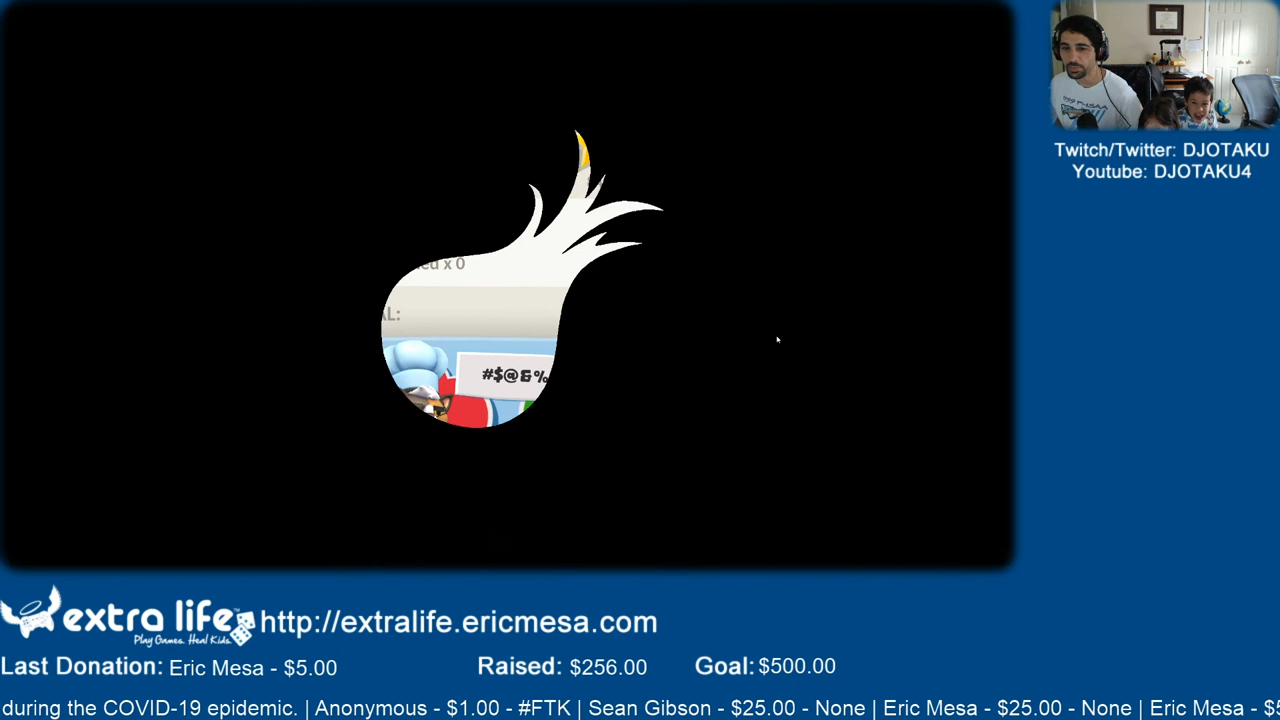 x 0
AL:
#$@&%
Twitch/Twitter: DJOTAKU
Youtube: DJOTAKU4
extra life
Play Games. Heal Kids.
http://extralife.ericmesa.com
Last Donation: Eric Mesa - $5.00
Raised: $256.00
Goal: $500.00
during the COVID-19 epidemic. | Anonymous - $1.00 - #FTK | Sean Gibson - $25.00 - None | Eric Mesa - $25.00 - None | Eric Mesa -